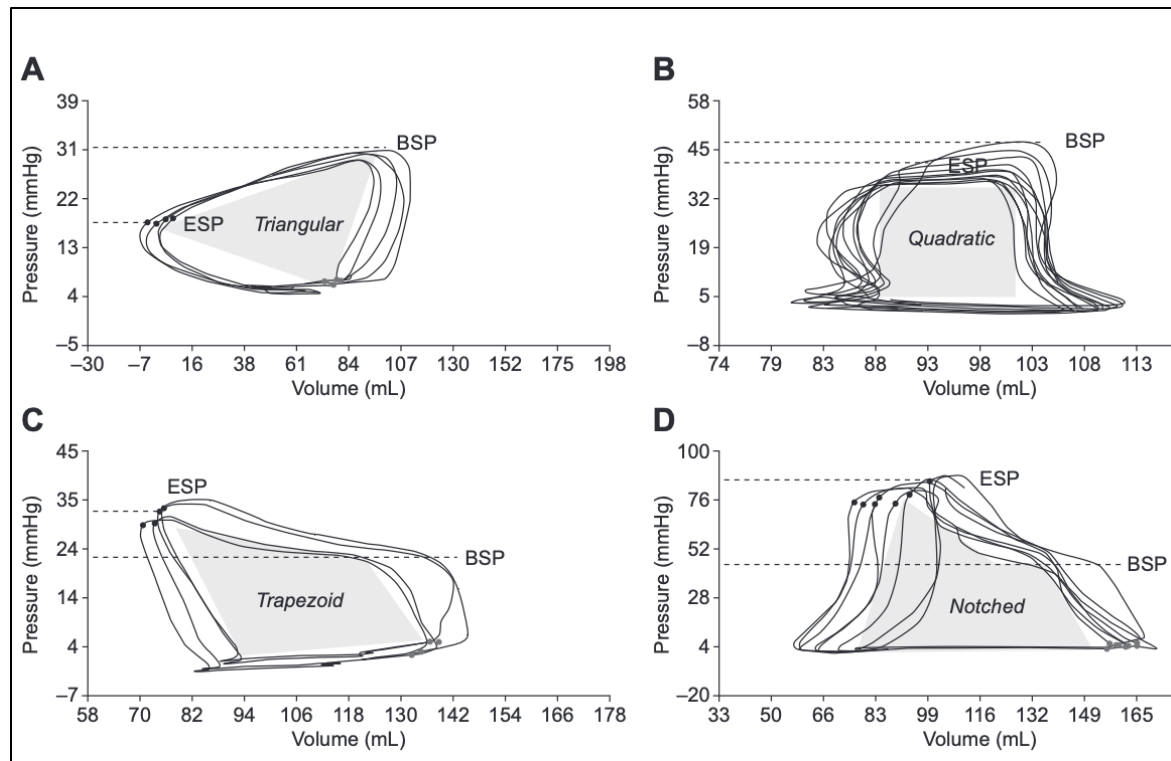 A
Pressure (mmHg)
39
31
22
13
4
–5
BSP
ESP
Triangular
–30 –7 16 38 61 84 107 130 152 175 198
Volume (mL)
B
Pressure (mmHg)
58
45
32
19
5
–8
BSP
ESP
Quadratic
74 79 83 88 93 98 103 108 113
Volume (mL)
C
Pressure (mmHg)
45
35
24
14
4
–7
ESP
BSP
Trapezoid
58 70 82 94 106 118 130 142 154 166 178
Volume (mL)
D
Pressure (mmHg)
100
76
52
28
4
–20
ESP
BSP
Notched
33 50 66 83 99 116 132 149 165
Volume (mL)